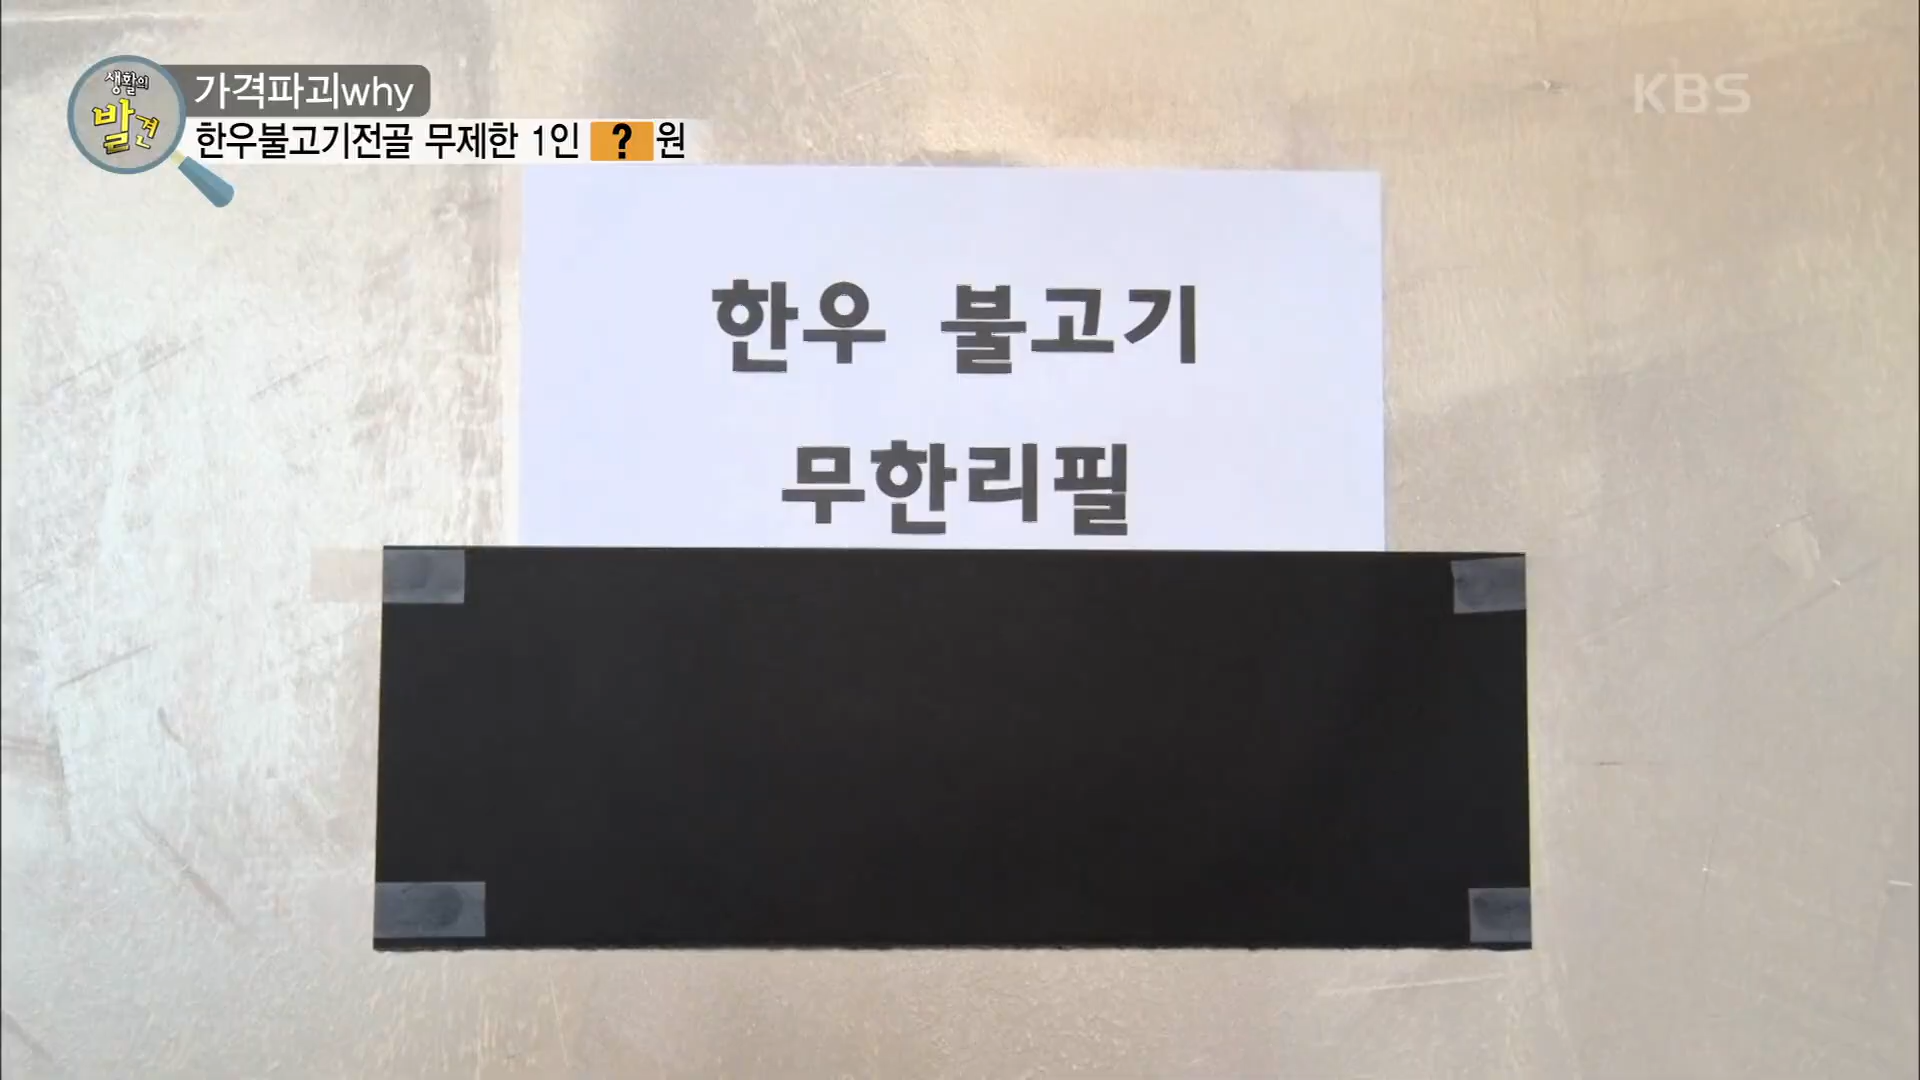 생활의
발견
가격파괴why
한우불고기전골 무제한 1인 ? 원
KBS
한우 불고기
무한리필